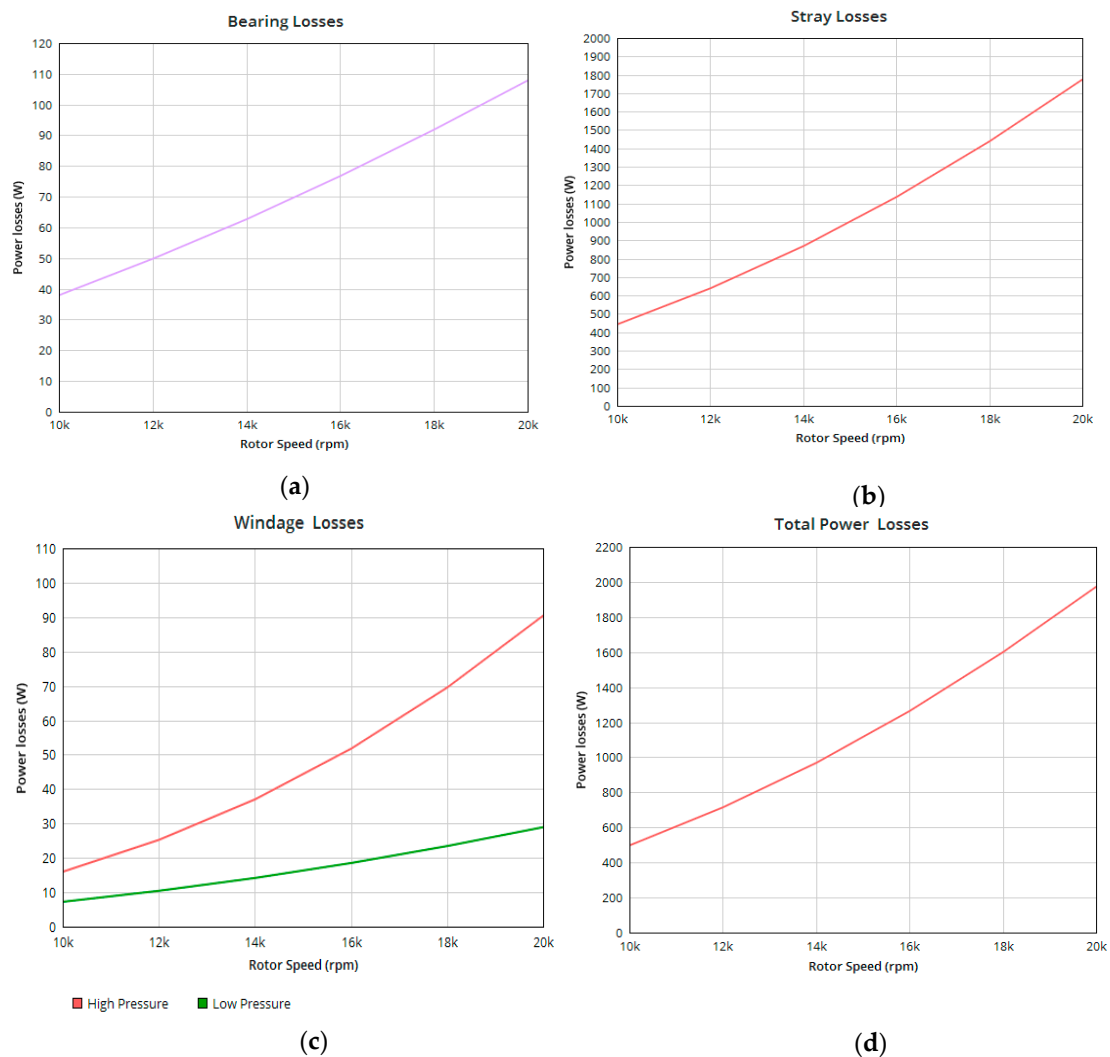 Bearing Losses
120
110
100
90
80
70
60
50
40
30
20
10
0
Power losses (W)
10k 12k 14k 16k 18k 20k
Rotor Speed (rpm)
(a)
Stray Losses
2000
1900
1800
1700
1600
1500
1400
1300
1200
1100
1000
900
800
700
600
500
400
300
200
100
0
Power losses (W)
10k 12k 14k 16k 18k 20k
Rotor Speed (rpm)
(b)
Windage Losses
110
100
90
80
70
60
50
40
30
20
10
0
Power losses (W)
10k 12k 14k 16k 18k 20k
Rotor Speed (rpm)
High Pressure Low Pressure
(c)
Total Power Losses
2200
2000
1800
1600
1400
1200
1000
800
600
400
200
0
Power losses (W)
10k 12k 14k 16k 18k 20k
Rotor Speed (rpm)
(d)